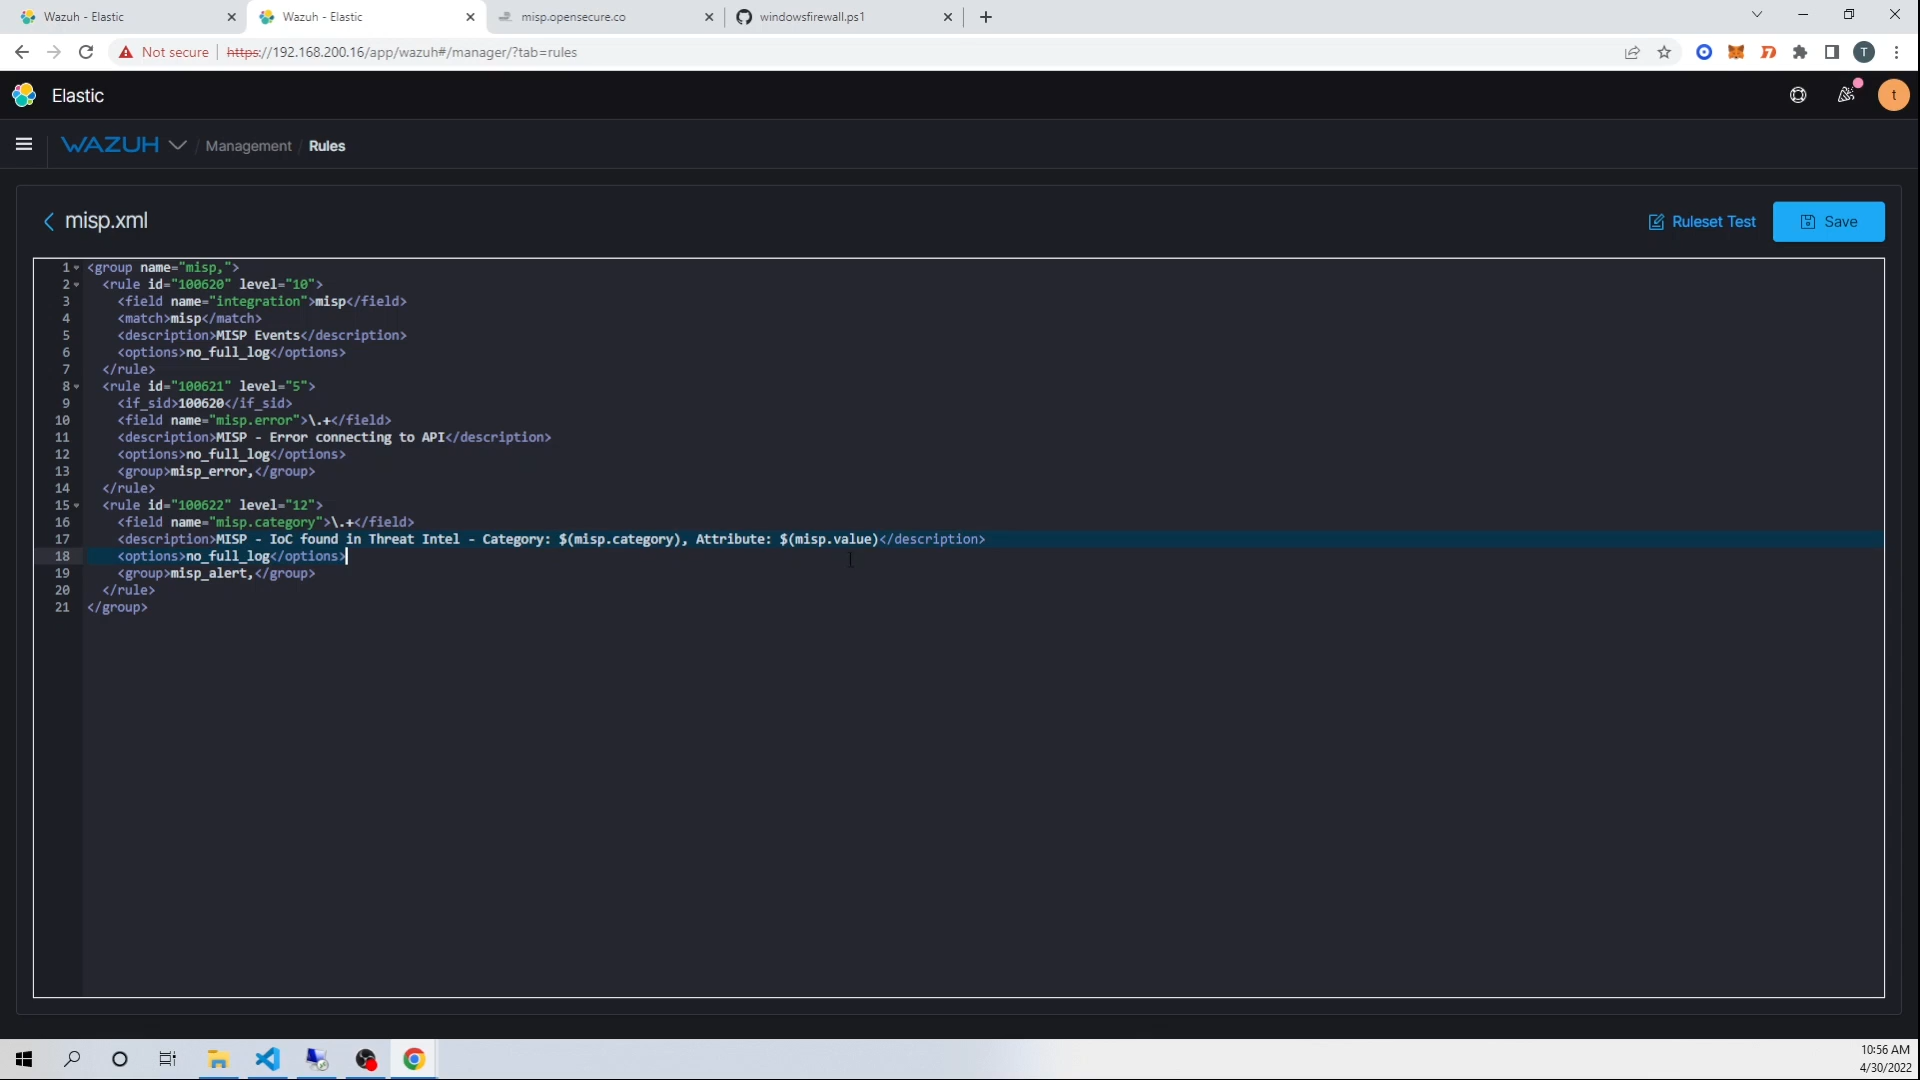 Wazuh - Elastic
Wazuh - Elastic
misp.opensecure.co
windowsfirewall.ps1
Not secure
https://192.168.200.16/app/wazuh#/manager/?tab=rules
T
Elastic
t
WAZUH
/ Management / Rules
misp.xml
Ruleset Test
Save
1 <group name="misp,">
2 <rule id="100620" level="10">
3 <field name="integration">misp</field>
4 <match>misp</match>
5 <description>MISP Events</description>
6 <options>no_full_log</options>
7 </rule>
8 <rule id="100621" level="5">
9 <if_sid>100620</if_sid>
10 <field name="misp.error">\.+</field>
11 <description>MISP - Error connecting to API</description>
12 <options>no_full_log</options>
13 <group>misp_error,</group>
14 </rule>
15 <rule id="100622" level="12">
16 <field name="misp.category">\.+</field>
17 <description>MISP - IoC found in Threat Intel - Category: $(misp.category), Attribute: $(misp.value)</description>
18 <options>no_full_log</options>
19 <group>misp_alert,</group>
20 </rule>
21 </group>
10:56 AM
4/30/2022